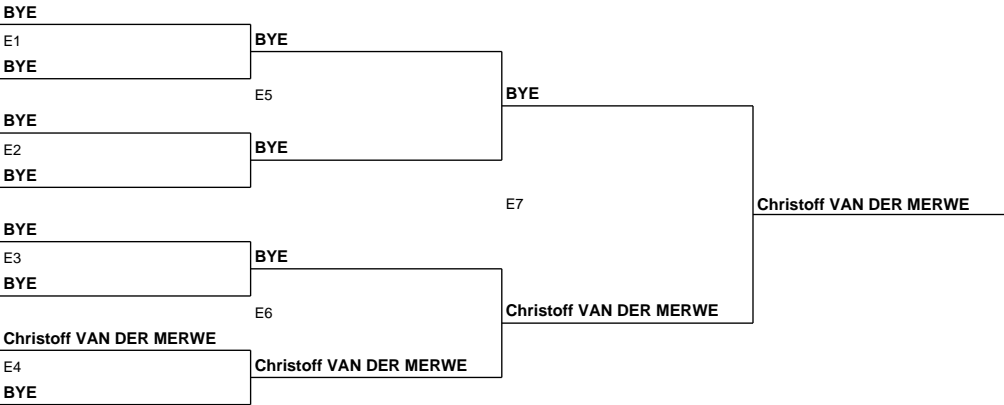 BYE
E1
BYE
BYE
E5
BYE
BYE
E2
BYE
BYE
E7
Christoff VAN DER MERWE
BYE
E3
BYE
BYE
E6
Christoff VAN DER MERWE
Christoff VAN DER MERWE
E4
Christoff VAN DER MERWE
BYE